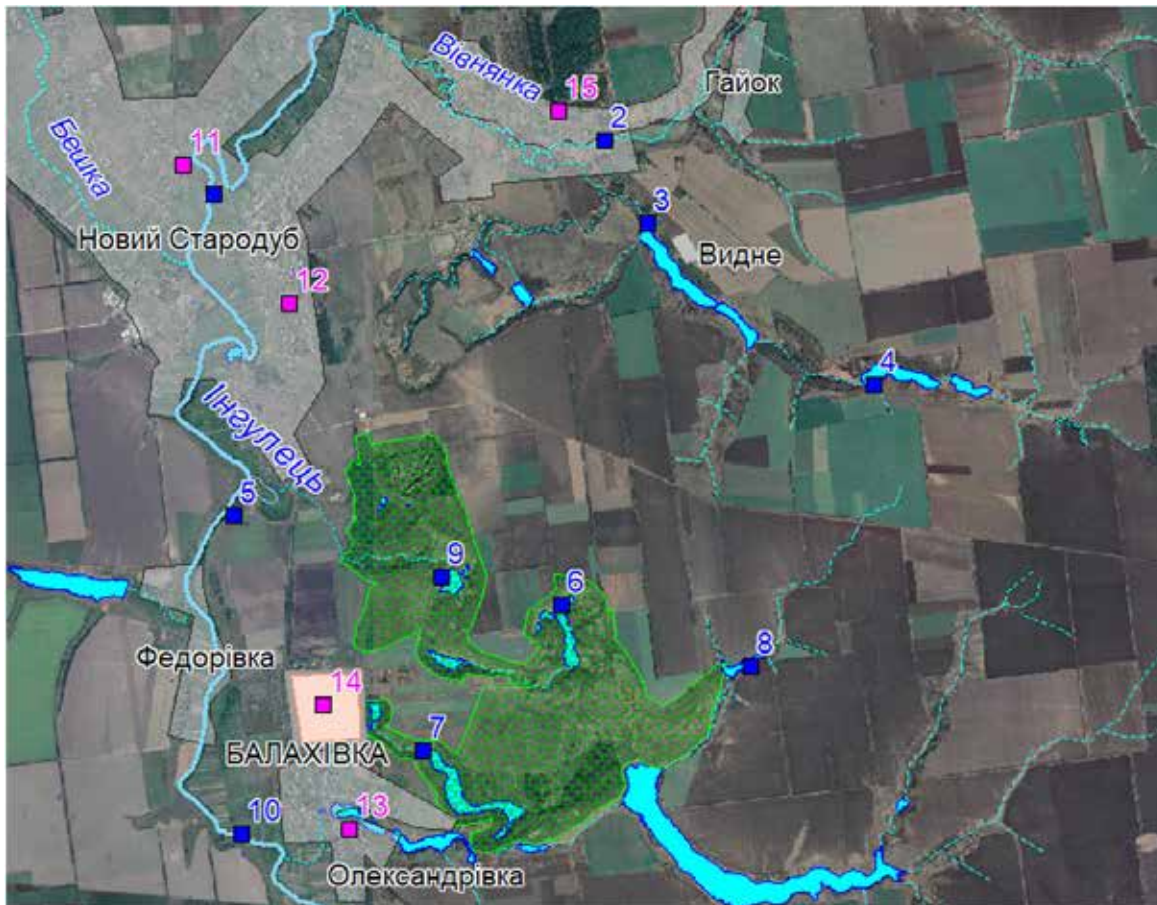 Вівнянка
Гайок
15
2
Бешка
11
3
Новий Стародуб
Видне
12
4
Інгулець
5
9
6
Федорівка
8
14
БАЛАХІВКА
7
10
13
Олександрівка